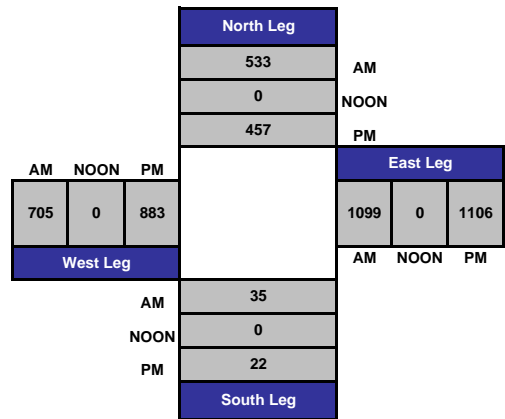 North Leg
533
AM
0
NOON
457
PM
East Leg
AM NOON PM
705 0 883
1099 0 1106
West Leg
AM NOON PM
AM
35
NOON
0
PM
22
South Leg